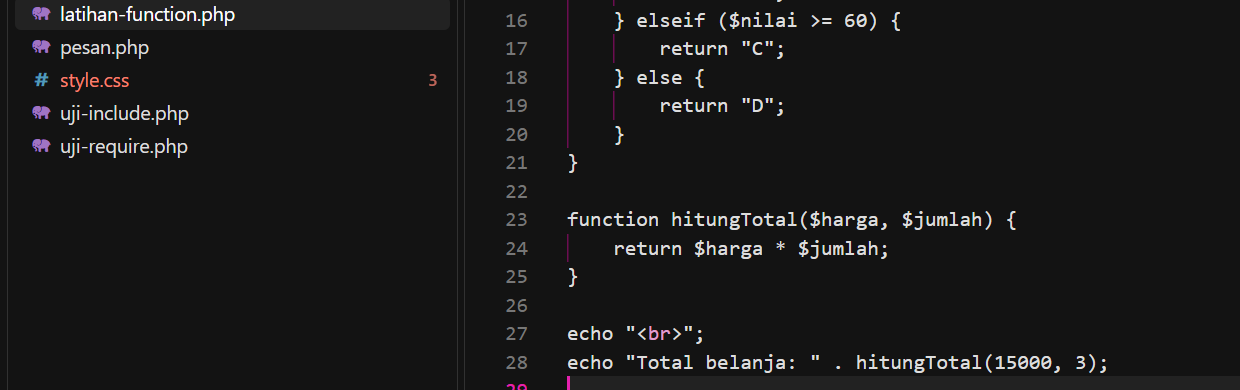 latihan-function.php
pesan.php
# style.css 3
uji-include.php
uji-require.php
16 } elseif ($nilai >= 60) {
17 return "C";
18 } else {
19 return "D";
20 }
21 }
22
23 function hitungTotal($harga, $jumlah) {
24 return $harga * $jumlah;
25 }
26
27 echo "<br>";
28 echo "Total belanja: " . hitungTotal(15000, 3);
29